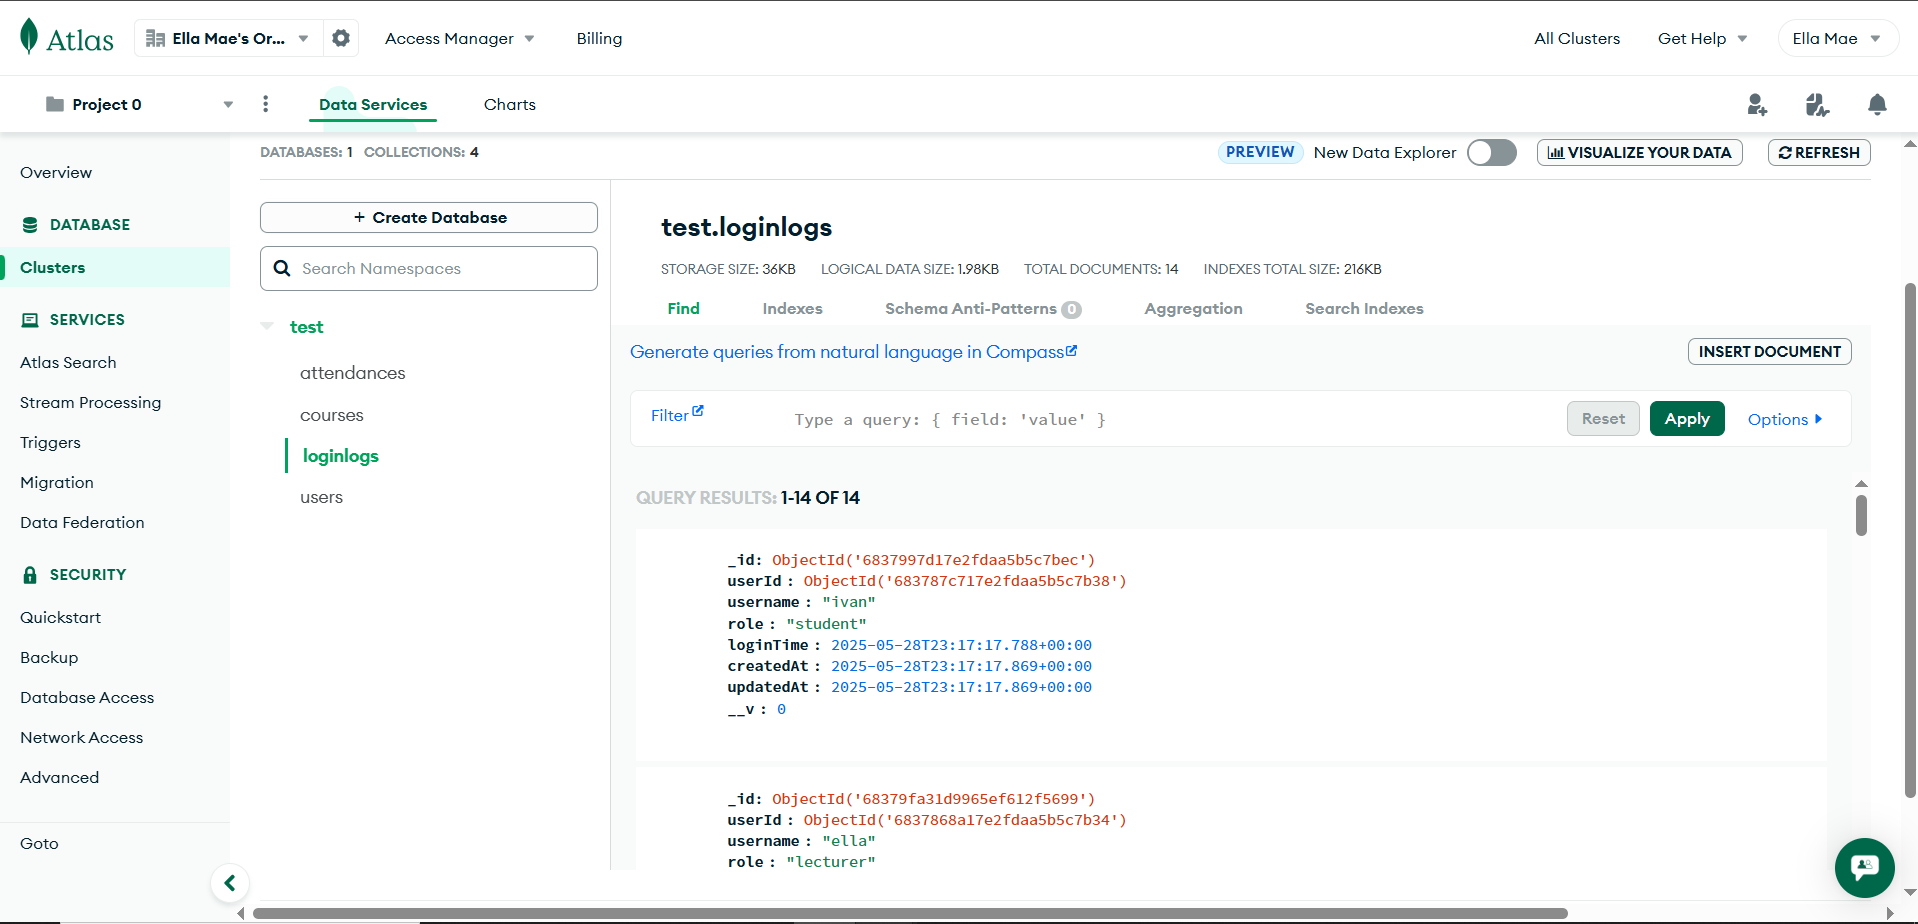 Atlas
Ella Mae's Or...
Access Manager
Billing
All Clusters
Get Help
Ella Mae
Project 0
Data Services
Charts
Overview
DATABASE
Clusters
SERVICES
Atlas Search
Stream Processing
Triggers
Migration
Data Federation
SECURITY
Quickstart
Backup
Database Access
Network Access
Advanced
Goto
DATABASES: 1 COLLECTIONS: 4
PREVIEW New Data Explorer
VISUALIZE YOUR DATA
REFRESH
+ Create Database
Search Namespaces
test
attendances
courses
loginlogs
users
test.loginlogs
STORAGE SIZE: 36KB LOGICAL DATA SIZE: 1.98KB TOTAL DOCUMENTS: 14 INDEXES TOTAL SIZE: 216KB
Find Indexes Schema Anti-Patterns 0 Aggregation Search Indexes
Generate queries from natural language in Compass
INSERT DOCUMENT
Filter
Type a query: { field: 'value' }
Reset
Apply
Options
QUERY RESULTS: 1-14 OF 14
_id: ObjectId('6837997d17e2fdaa5b5c7bec')
userId : ObjectId('683787c717e2fdaa5b5c7b38')
username : "ivan"
role : "student"
loginTime : 2025-05-28T23:17:17.788+00:00
createdAt : 2025-05-28T23:17:17.869+00:00
updatedAt : 2025-05-28T23:17:17.869+00:00
__v : 0
_id: ObjectId('68379fa31d9965ef612f5699')
userId : ObjectId('6837868a17e2fdaa5b5c7b34')
username : "ella"
role : "lecturer"